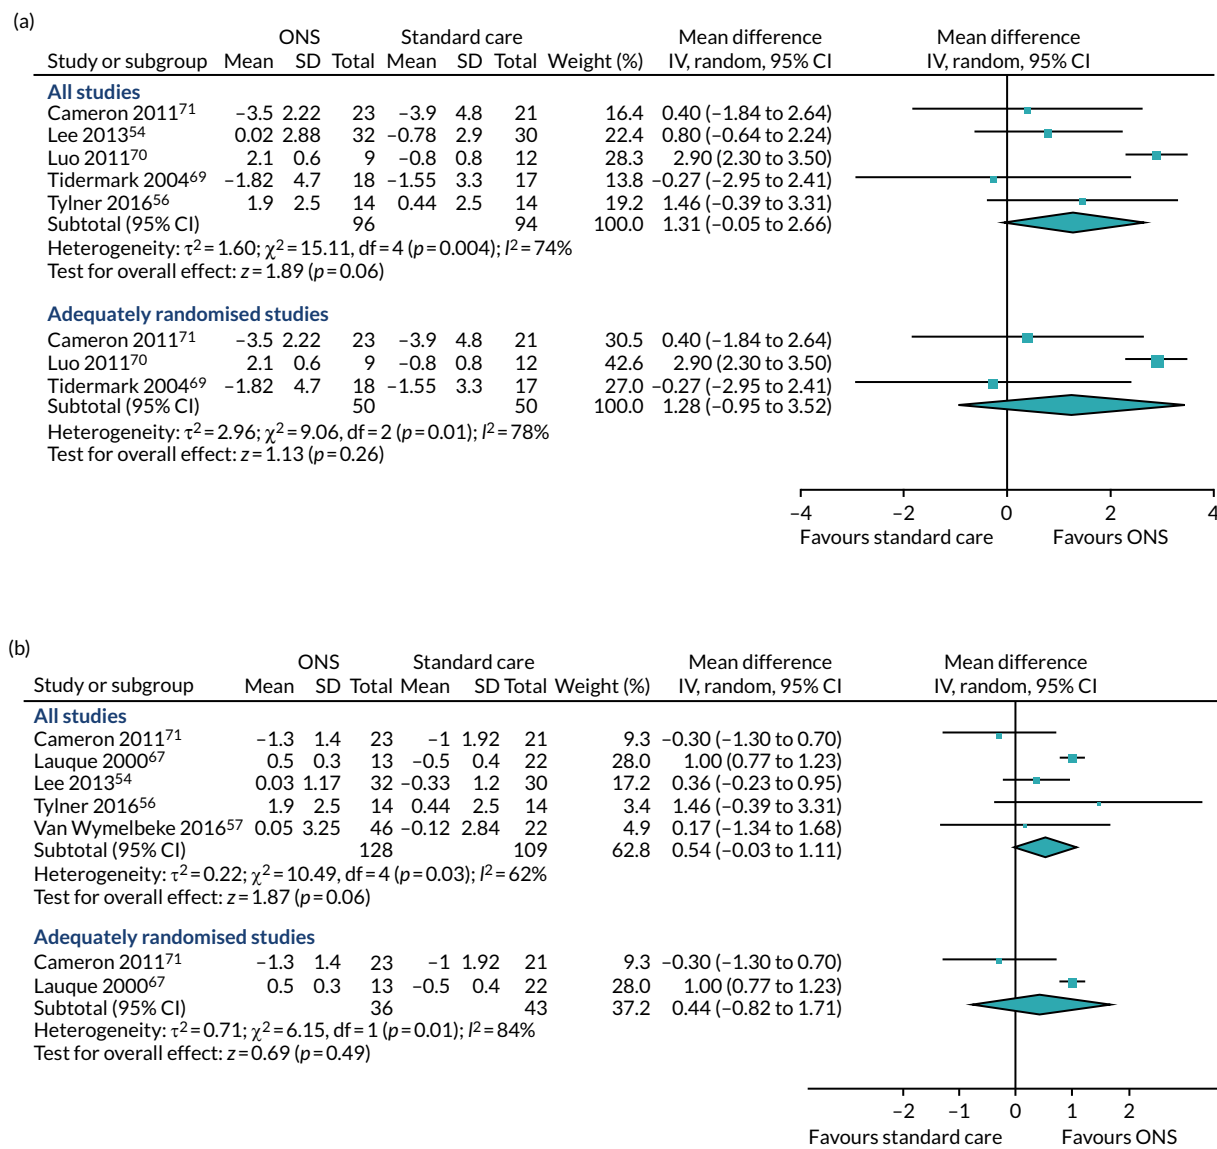 (a)
ONS Standard care Mean difference Mean difference
Study or subgroup Mean SD Total Mean SD Total Weight (%) IV, random, 95% CI IV, random, 95% CI
All studies
Cameron 2011⁷¹ −3.5 2.22 23 −3.9 4.8 21 16.4 0.40 (−1.84 to 2.64)
Lee 2013⁵⁴ 0.02 2.88 32 −0.78 2.9 30 22.4 0.80 (−0.64 to 2.24)
Luo 2011⁷⁰ 2.1 0.6 9 −0.8 0.8 12 28.3 2.90 (2.30 to 3.50)
Tidermark 2004⁶⁹ −1.82 4.7 18 −1.55 3.3 17 13.8 −0.27 (−2.95 to 2.41)
Tylner 2016⁵⁶ 1.9 2.5 14 0.44 2.5 14 19.2 1.46 (−0.39 to 3.31)
Subtotal (95% CI) 96 94 100.0 1.31 (−0.05 to 2.66)
Heterogeneity: τ² = 1.60; χ² = 15.11, df = 4 (p = 0.004); I² = 74%
Test for overall effect: z = 1.89 (p = 0.06)
Adequately randomised studies
Cameron 2011⁷¹ −3.5 2.22 23 −3.9 4.8 21 30.5 0.40 (−1.84 to 2.64)
Luo 2011⁷⁰ 2.1 0.6 9 −0.8 0.8 12 42.6 2.90 (2.30 to 3.50)
Tidermark 2004⁶⁹ −1.82 4.7 18 −1.55 3.3 17 27.0 −0.27 (−2.95 to 2.41)
Subtotal (95% CI) 50 50 100.0 1.28 (−0.95 to 3.52)
Heterogeneity: τ² = 2.96; χ² = 9.06, df = 2 (p = 0.01); I² = 78%
Test for overall effect: z = 1.13 (p = 0.26)
−4 −2 0 2 4
Favours standard care Favours ONS
(b)
ONS Standard care Mean difference Mean difference
Study or subgroup Mean SD Total Mean SD Total Weight (%) IV, random, 95% CI IV, random, 95% CI
All studies
Cameron 2011⁷¹ −1.3 1.4 23 −1 1.92 21 9.3 −0.30 (−1.30 to 0.70)
Lauque 2000⁶⁷ 0.5 0.3 13 −0.5 0.4 22 28.0 1.00 (0.77 to 1.23)
Lee 2013⁵⁴ 0.03 1.17 32 −0.33 1.2 30 17.2 0.36 (−0.23 to 0.95)
Tylner 2016⁵⁶ 1.9 2.5 14 0.44 2.5 14 3.4 1.46 (−0.39 to 3.31)
Van Wymelbeke 2016⁵⁷ 0.05 3.25 46 −0.12 2.84 22 4.9 0.17 (−1.34 to 1.68)
Subtotal (95% CI) 128 109 62.8 0.54 (−0.03 to 1.11)
Heterogeneity: τ² = 0.22; χ² = 10.49, df = 4 (p = 0.03); I² = 62%
Test for overall effect: z = 1.87 (p = 0.06)
Adequately randomised studies
Cameron 2011⁷¹ −1.3 1.4 23 −1 1.92 21 9.3 −0.30 (−1.30 to 0.70)
Lauque 2000⁶⁷ 0.5 0.3 13 −0.5 0.4 22 28.0 1.00 (0.77 to 1.23)
Subtotal (95% CI) 36 43 37.2 0.44 (−0.82 to 1.71)
Heterogeneity: τ² = 0.71; χ² = 6.15, df = 1 (p = 0.01); I² = 84%
Test for overall effect: z = 0.69 (p = 0.49)
−2 −1 0 1 2
Favours standard care Favours ONS